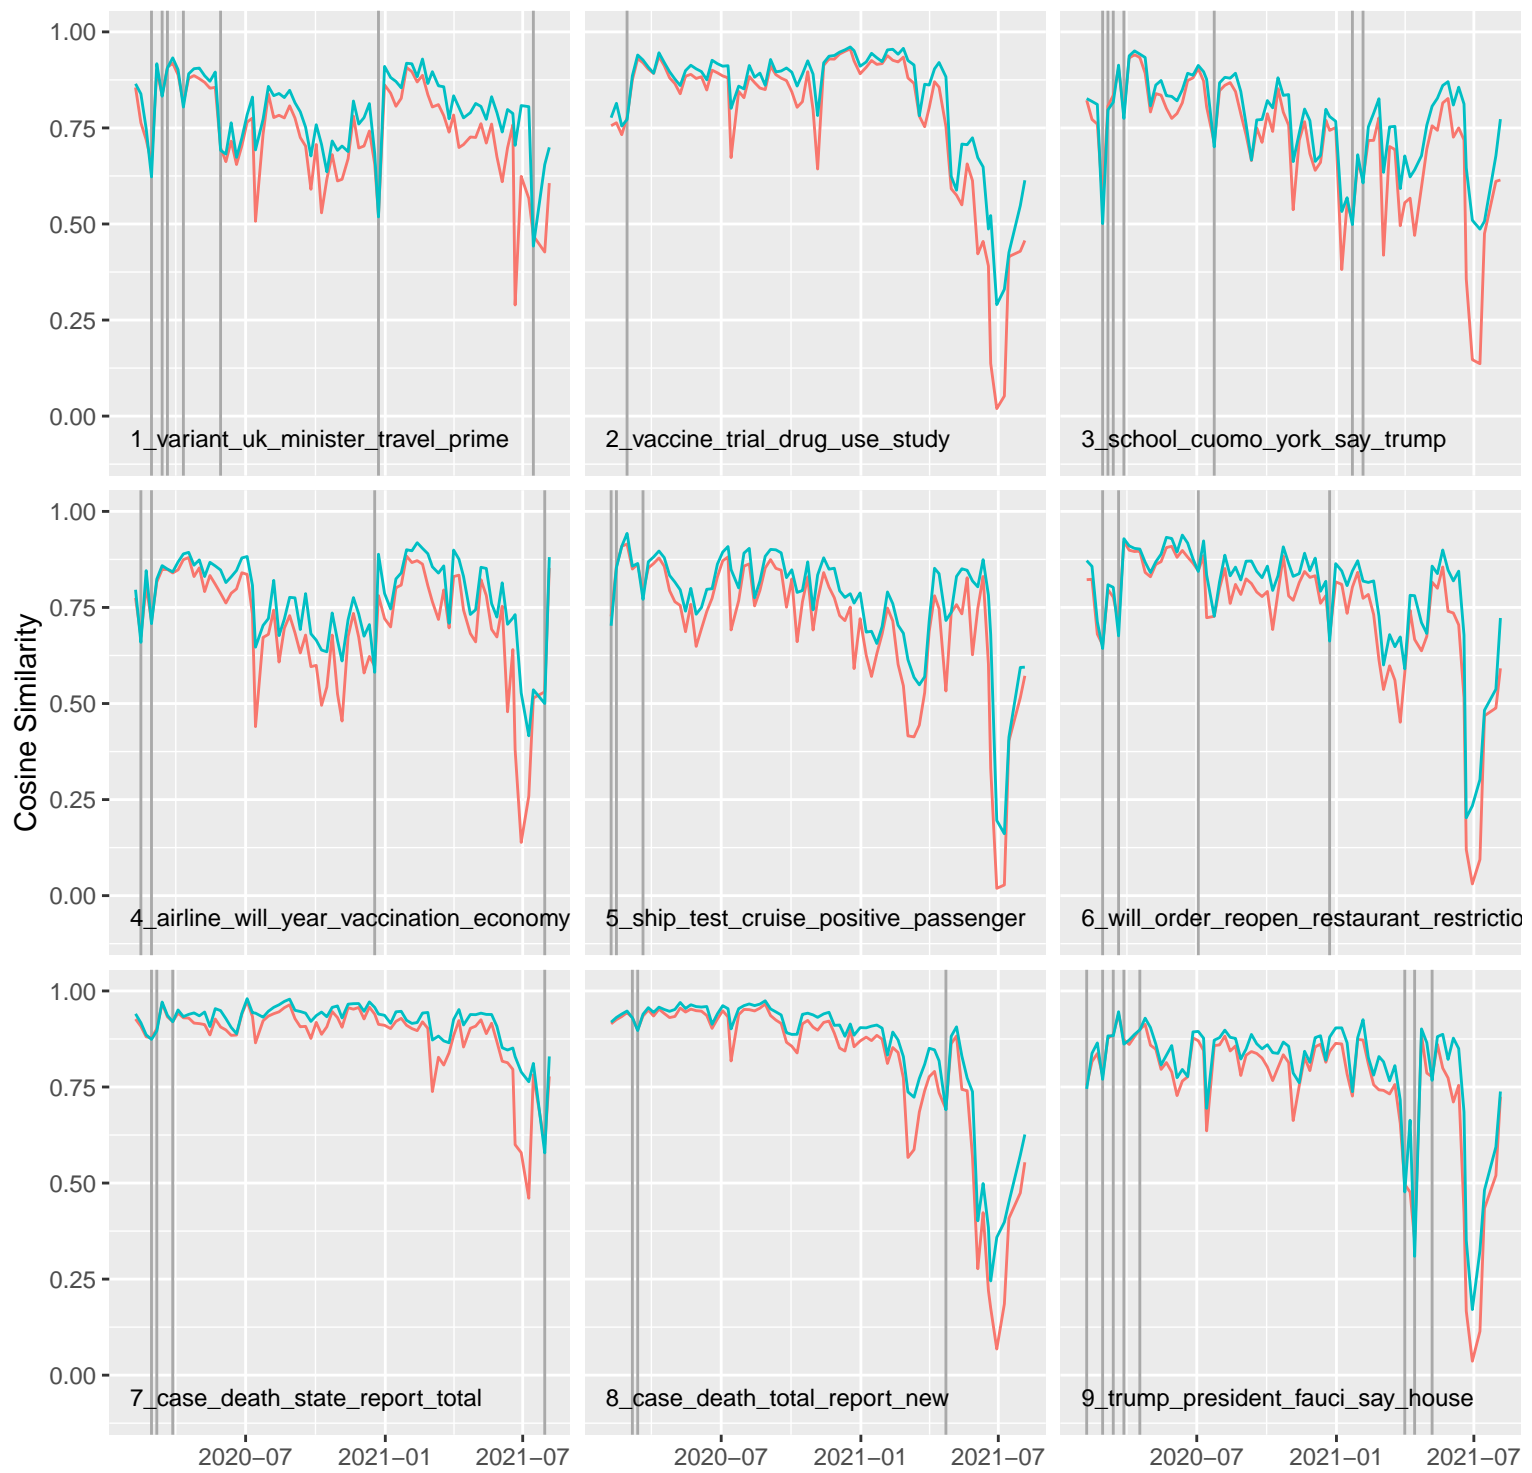 1.00
0.75
0.50
0.25
0.00
1_variant_uk_minister_travel_prime
2_vaccine_trial_drug_use_study
3_school_cuomo_york_say_trump
Cosine Similarity
1.00
0.75
0.50
0.25
0.00
4_airline_will_year_vaccination_economy
5_ship_test_cruise_positive_passenger
6_will_order_reopen_restaurant_restrictio
1.00
0.75
0.50
0.25
0.00
7_case_death_state_report_total
8_case_death_total_report_new
9_trump_president_fauci_say_house
2020−07 2021−01 2021−07
2020−07 2021−01 2021−07
2020−07 2021−01 2021−07